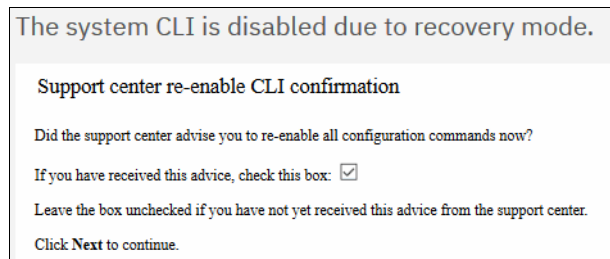 The system CLI is disabled due to recovery mode.
Support center re-enable CLI confirmation
Did the support center advise you to re-enable all configuration commands now?
If you have received this advice, check this box:
Leave the box unchecked if you have not yet received this advice from the support center.
Click Next to continue.